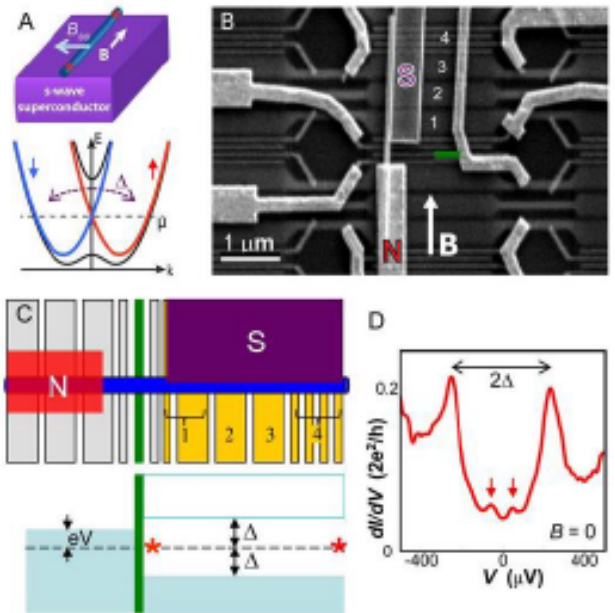 A
B_so
B
s-wave
superconductor
E
Δ
μ
k
B
S
4
3
2
1
1 μm
N
B
C
N
S
1
2
3
4
eV
Δ
Δ
D
2Δ
0.2
0
dI/dV (2e²/h)
B = 0
-400
0
+400
V (μV)